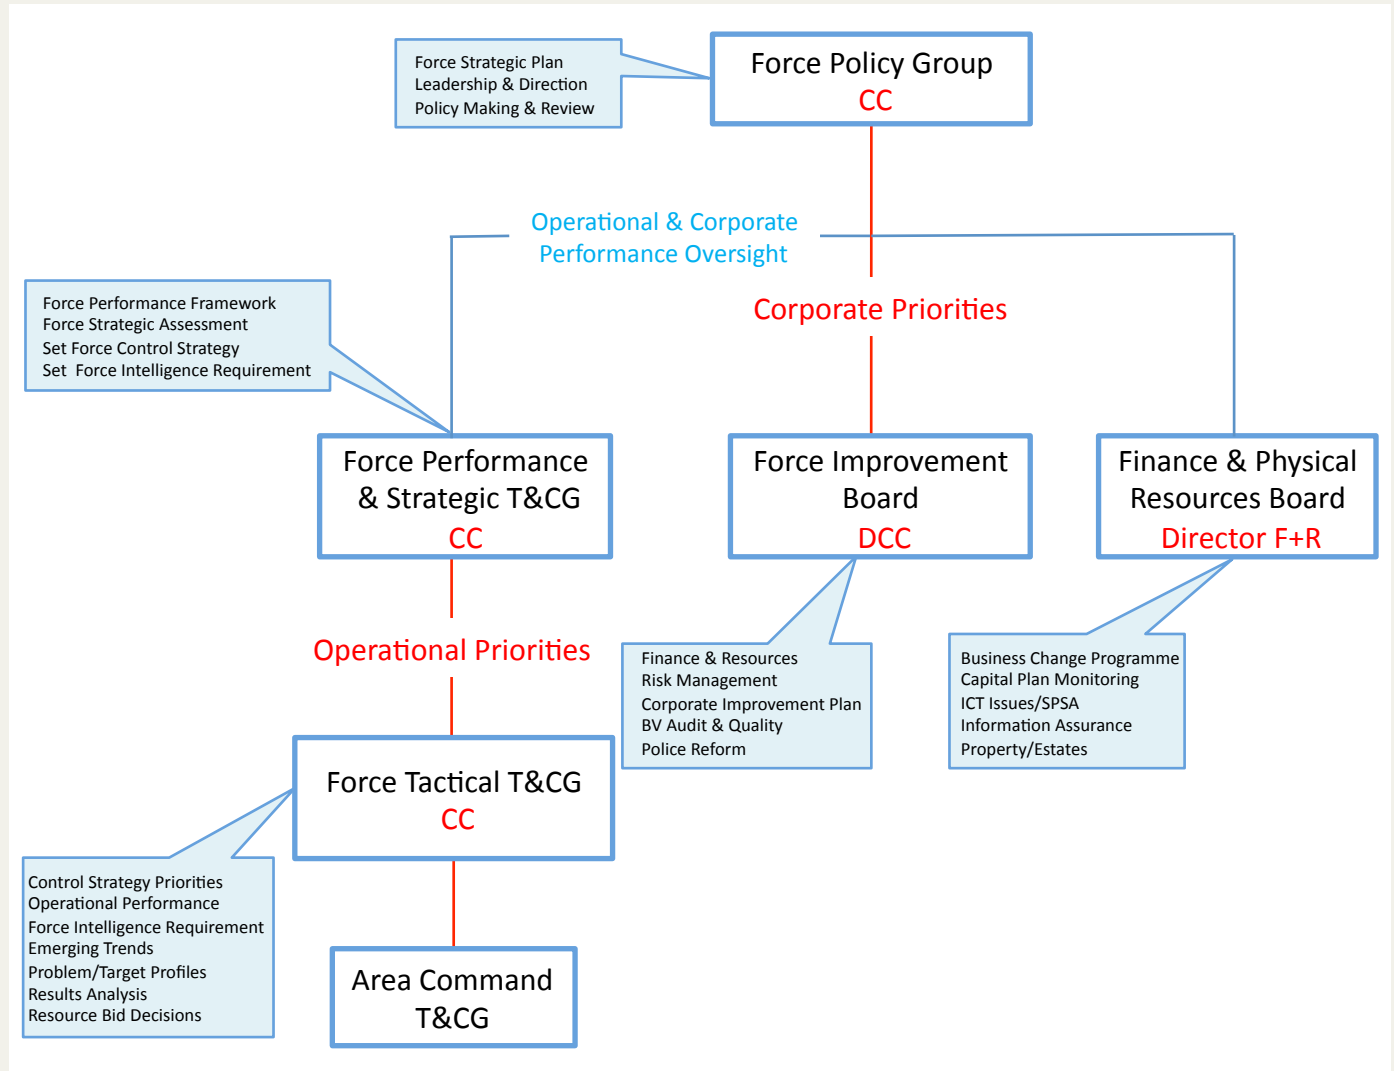 Force Strategic Plan
Leadership & Direction
Policy Making & Review
Force Policy Group
CC
Operational & Corporate
Performance Oversight
Corporate Priorities
Force Performance Framework
Force Strategic Assessment
Set Force Control Strategy
Set  Force Intelligence Requirement
Force Performance
& Strategic T&CG
CC
Force Improvement
Board
DCC
Finance & Physical
Resources Board
Director F+R
Operational Priorities
Finance & Resources
Risk Management
Corporate Improvement Plan
BV Audit & Quality
Police Reform
Business Change Programme
Capital Plan Monitoring
ICT Issues/SPSA
Information Assurance
Property/Estates
Force Tactical T&CG
CC
Control Strategy Priorities
Operational Performance
Force Intelligence Requirement
Emerging Trends
Problem/Target Profiles
Results Analysis
Resource Bid Decisions
Area Command
T&CG